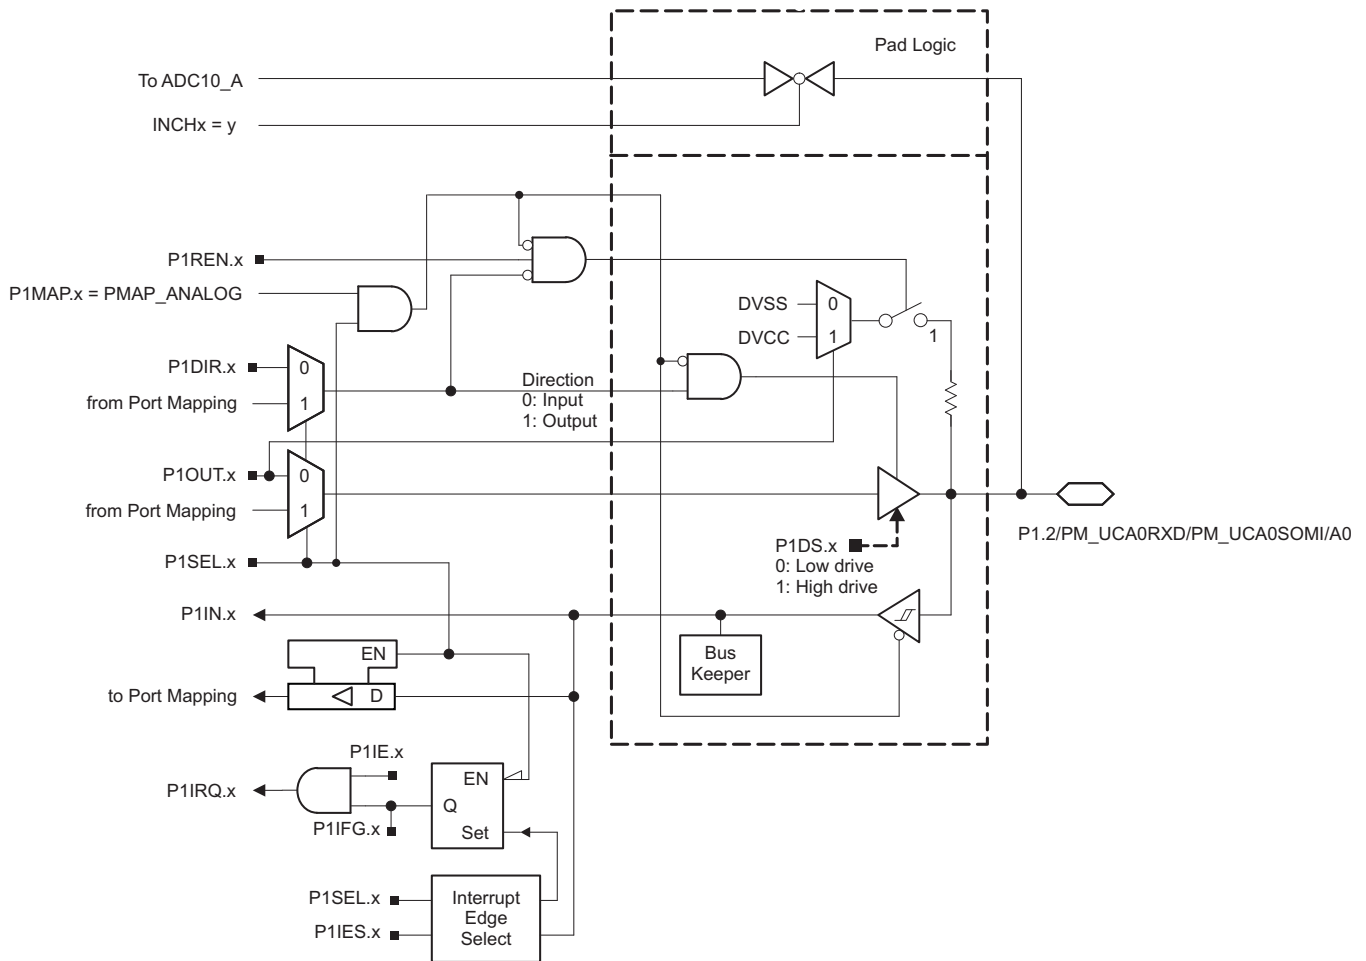 Pad Logic
To ADC10_A
INCHx = y
P1REN.x
P1MAP.x = PMAP_ANALOG
DVSS
0
DVCC
1
1
P1DIR.x
0
from Port Mapping
1
Direction
0: Input
1: Output
P1OUT.x
0
from Port Mapping
1
P1DS.x
0: Low drive
1: High drive
P1.2/PM_UCA0RXD/PM_UCA0SOMI/A0
P1SEL.x
P1IN.x
Bus
Keeper
EN
to Port Mapping
D
P1IE.x
P1IRQ.x
EN
Q
P1IFG.x
Set
P1SEL.x
P1IES.x
Interrupt
Edge
Select